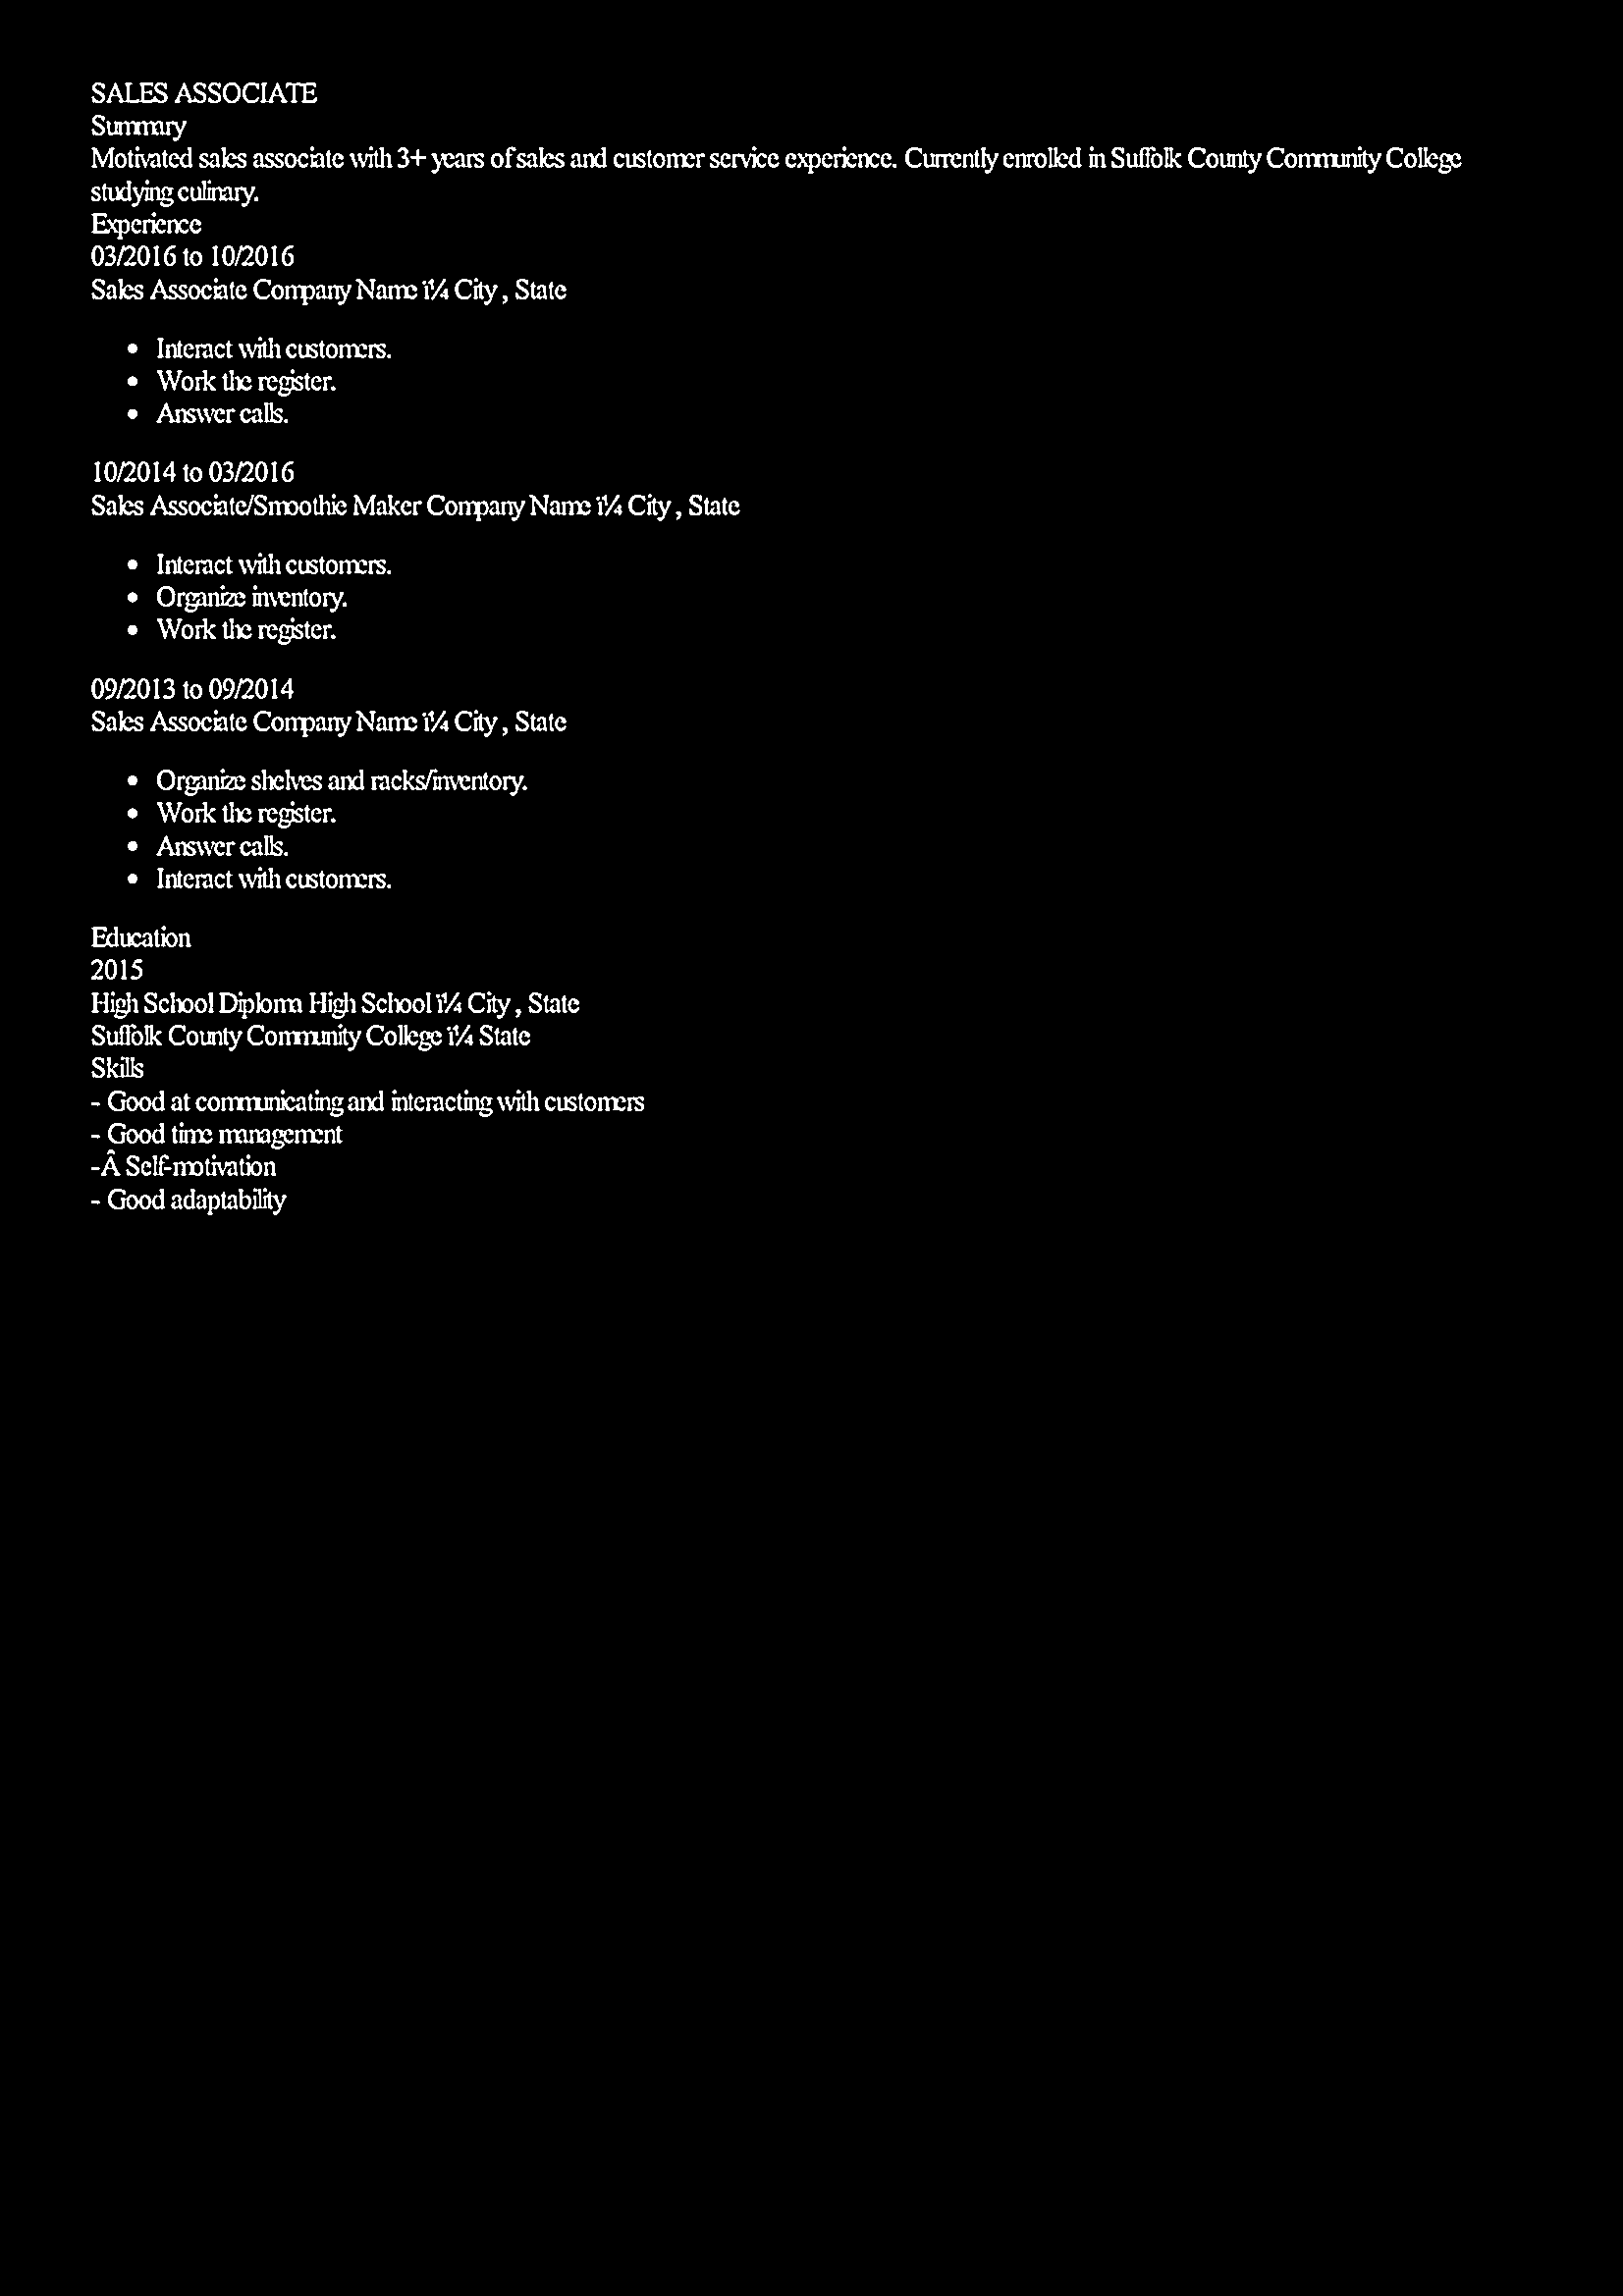 SALES ASSOCIATE
Summary
Motivated sales associate with 3+ years of sales and customer service experience. Currently enrolled in Suffolk County Community College
studying culinary.
Experience
03/2016 to 10/2016
Sales Associate Company Name ï¼ City , State
• Interact with customers.
• Work the register.
• Answer calls.
10/2014 to 03/2016
Sales Associate/Smoothie Maker Company Name ï¼ City , State
• Interact with customers.
• Organize inventory.
• Work the register.
09/2013 to 09/2014
Sales Associate Company Name ï¼ City , State
• Organize shelves and racks/inventory.
• Work the register.
• Answer calls.
• Interact with customers.
Education
2015
High School Diploma High School ï¼ City , State
Suffolk County Community College ï¼ State
Skills
- Good at communicating and interacting with customers
- Good time management
-Â Self-motivation
- Good adaptability